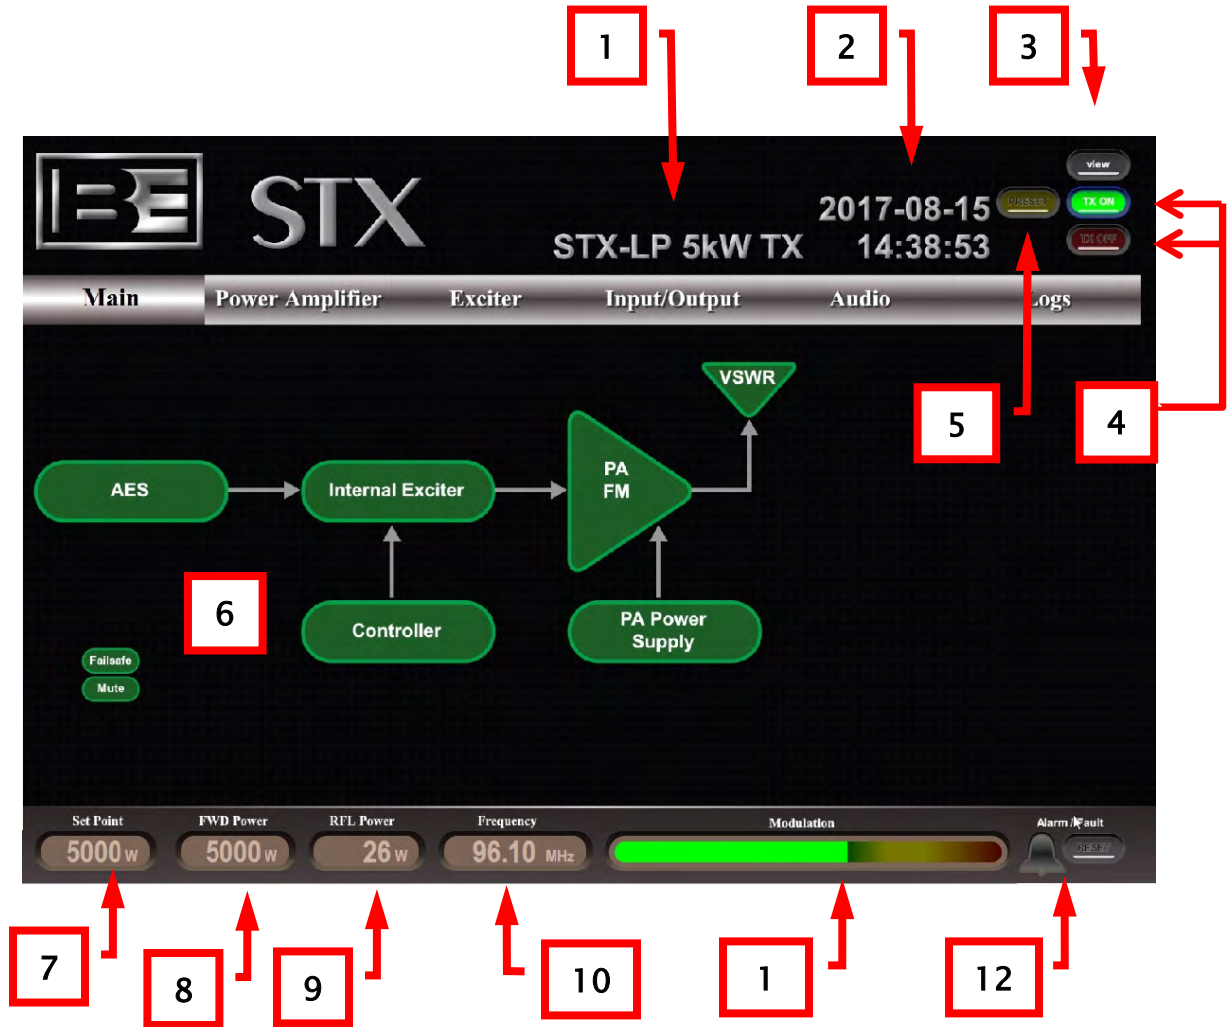 1
2
3
BE
STX
view
2017-08-15
PRESET
TX ON
STX-LP 5kW TX
14:38:53
TX OFF
Main
Power Amplifier
Exciter
Input/Output
Audio
Logs
VSWR
5
4
AES
Internal Exciter
PA
FM
6
Controller
PA Power
Supply
Failsafe
Mute
Set Point
FWD Power
RFL Power
Frequency
Modulation
Alarm / Fault
5000 W
5000 W
26 W
96.10 MHz
RESET
7
8
9
10
1
12